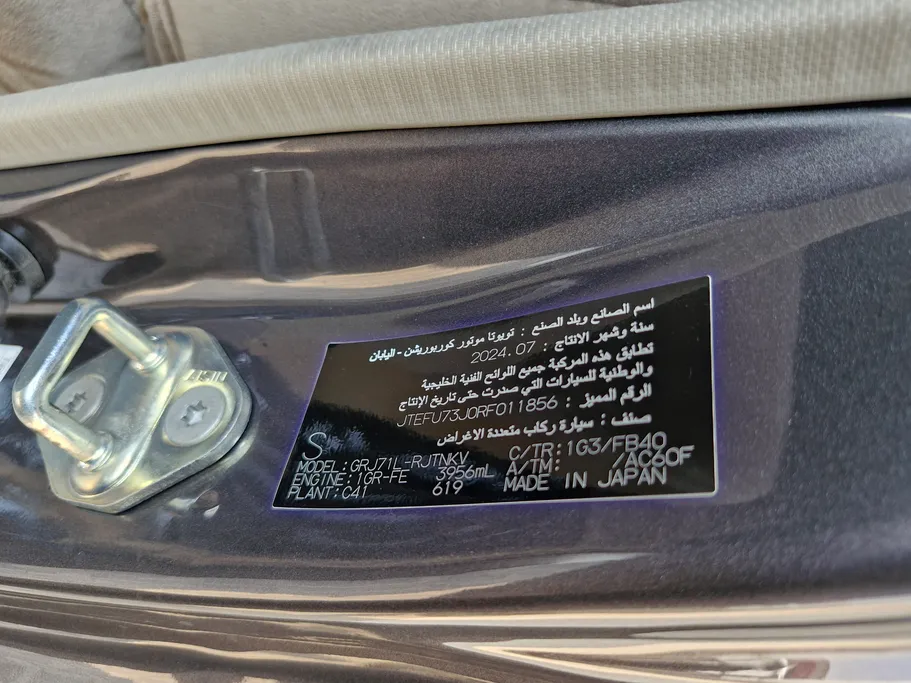 اسم الصانع وبلد الصنع : تويوتا موتور كوربوريشن - اليابان
سنة وشهر الانتاج : 2024.07
تطابق هذه المركبة جميع اللوائح الفنية الخليجية
والوطنية للسيارات التي صدرت حتى تاريخ الإنتاج
الرقم المميز : JTEFU73J0RF011856
صنف : سيارة ركاب متعددة الاغراض
S
MODEL: GRJ71L-RJTNKV C/TR: 1G3/FB40
ENGINE: 1GR-FE 3956mL A/TM: /AC60F
PLANT: C41 619 MADE IN JAPAN